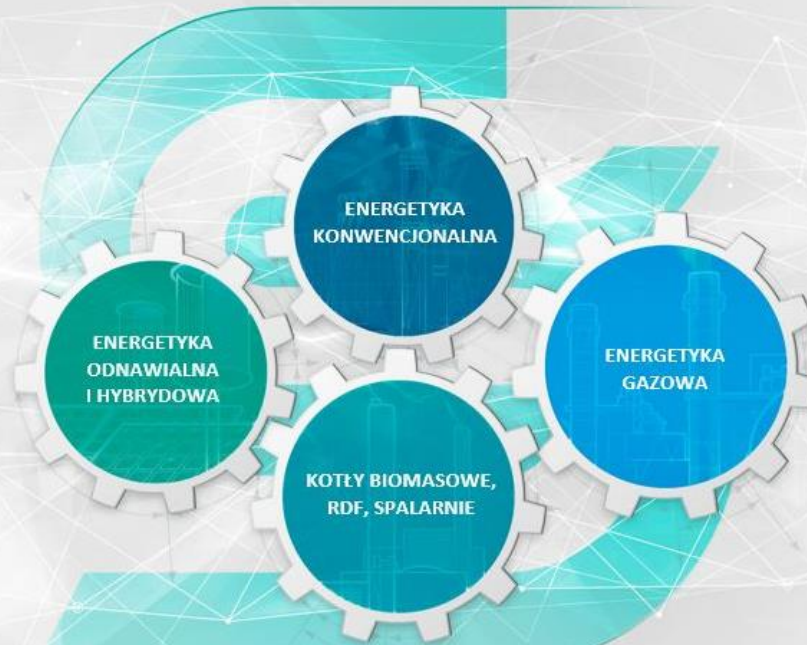 ENERGETYKA
KONWENCJONALNA
ENERGETYKA
ODNAWIALNA
I HYBRYDOWA
ENERGETYKA
GAZOWA
KOTŁY BIOMASOWE,
RDF, SPALARNIE